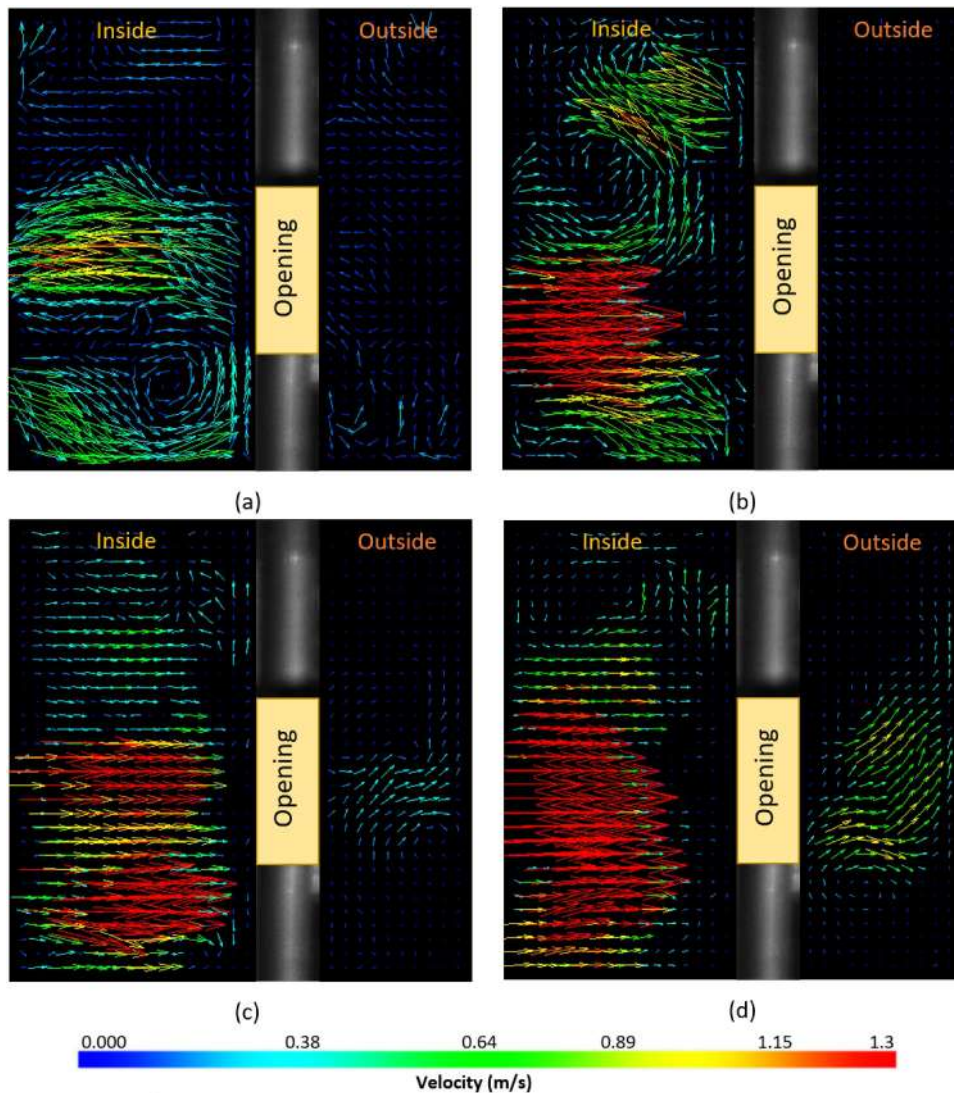 Inside
Outside
Opening
(a)
Inside
Outside
Opening
(b)
Inside
Outside
Opening
(c)
Inside
Outside
Opening
(d)
0.000 0.38 0.64 0.89 1.15 1.3
Velocity (m/s)